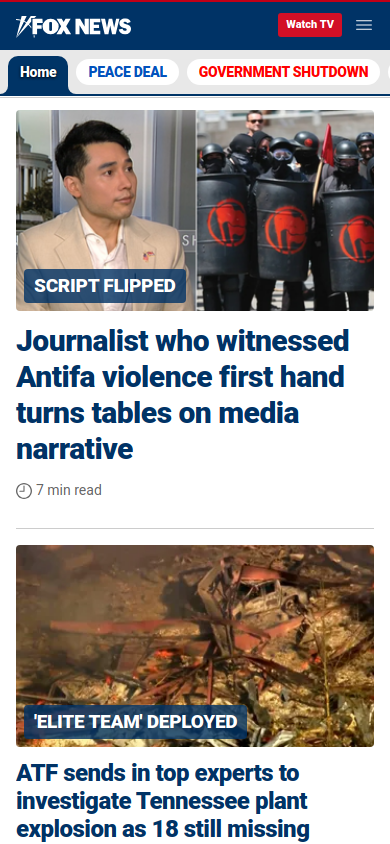 FOX NEWS
Watch TV
Home
PEACE DEAL
GOVERNMENT SHUTDOWN
SCRIPT FLIPPED
Journalist who witnessed
Antifa violence first hand
turns tables on media
narrative
7 min read
'ELITE TEAM' DEPLOYED
ATF sends in top experts to
investigate Tennessee plant
explosion as 18 still missing